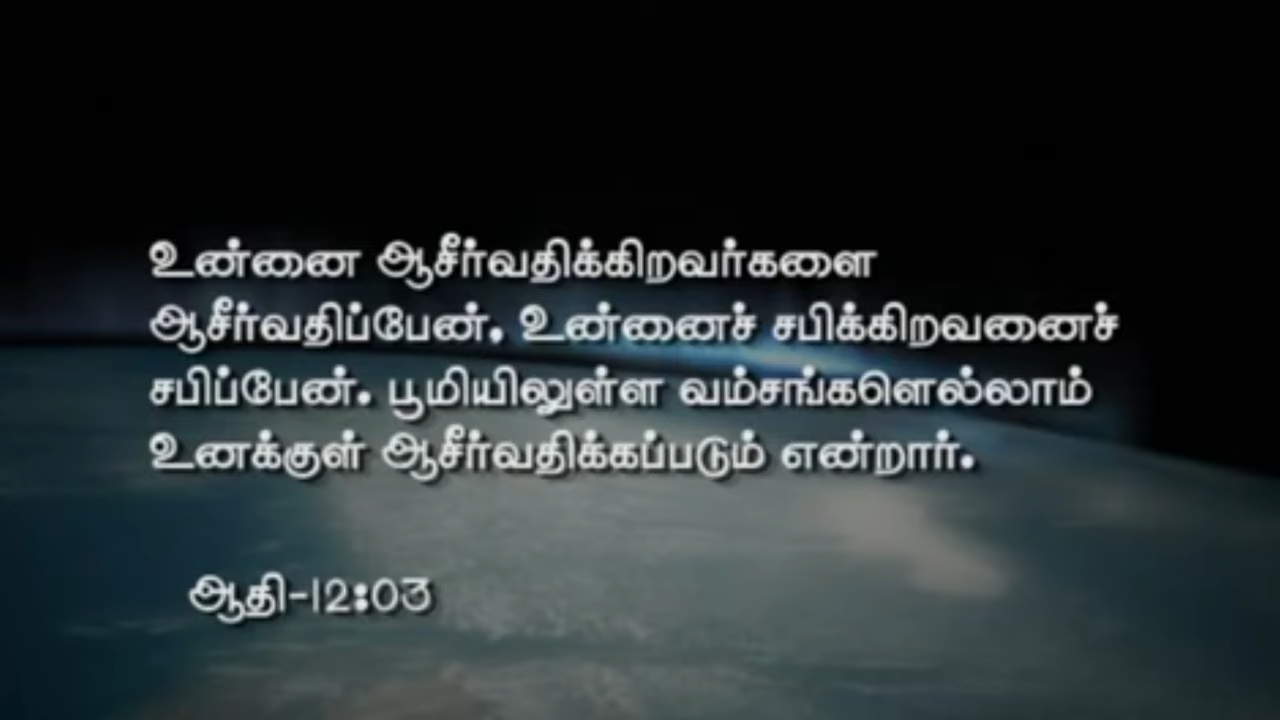 உன்னை ஆசீர்வதிக்கிறவர்களை
ஆசீர்வதிப்பேன், உன்னைச் சபிக்கிறவனைச்
சபிப்பேன். பூமியிலுள்ள வம்சங்களெல்லாம்
உனக்குள் ஆசீர்வதிக்கப்படும் என்றார்.
ஆதி-12:03